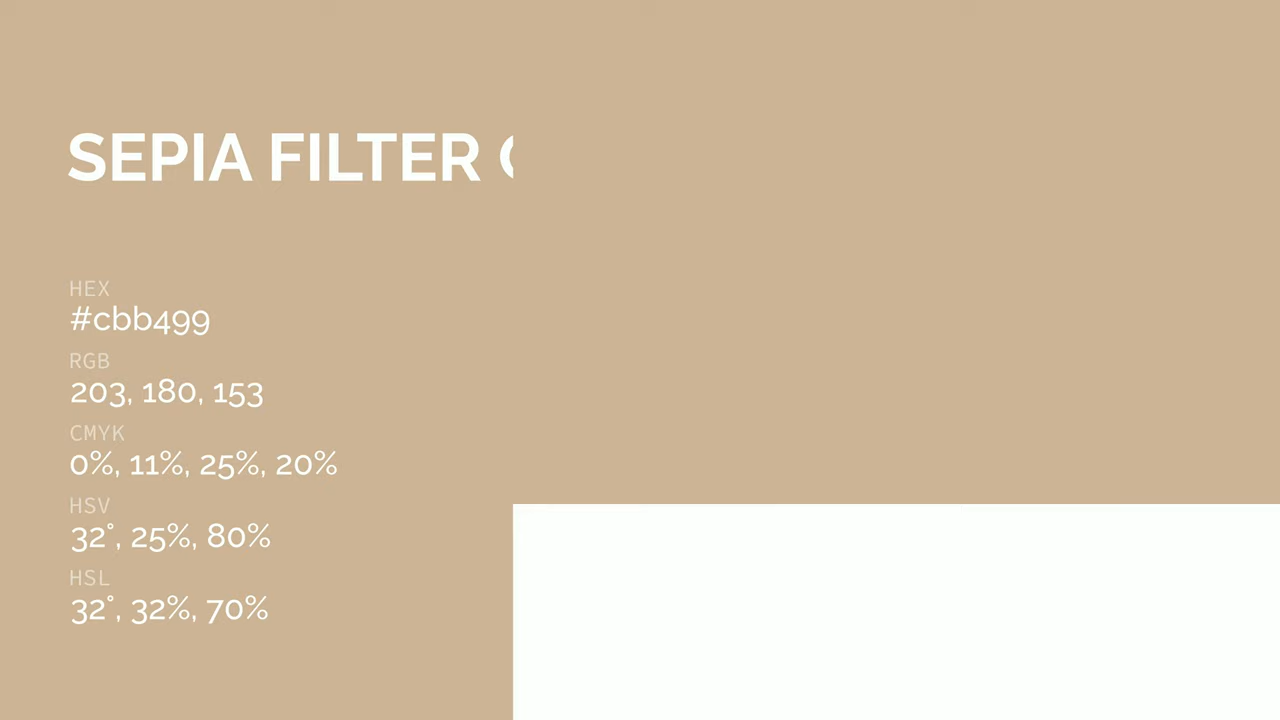 SEPIA FILTER
HEX
#cbb499
RGB
203, 180, 153
CMYK
0%, 11%, 25%, 20%
HSV
32°, 25%, 80%
HSL
32°, 32%, 70%